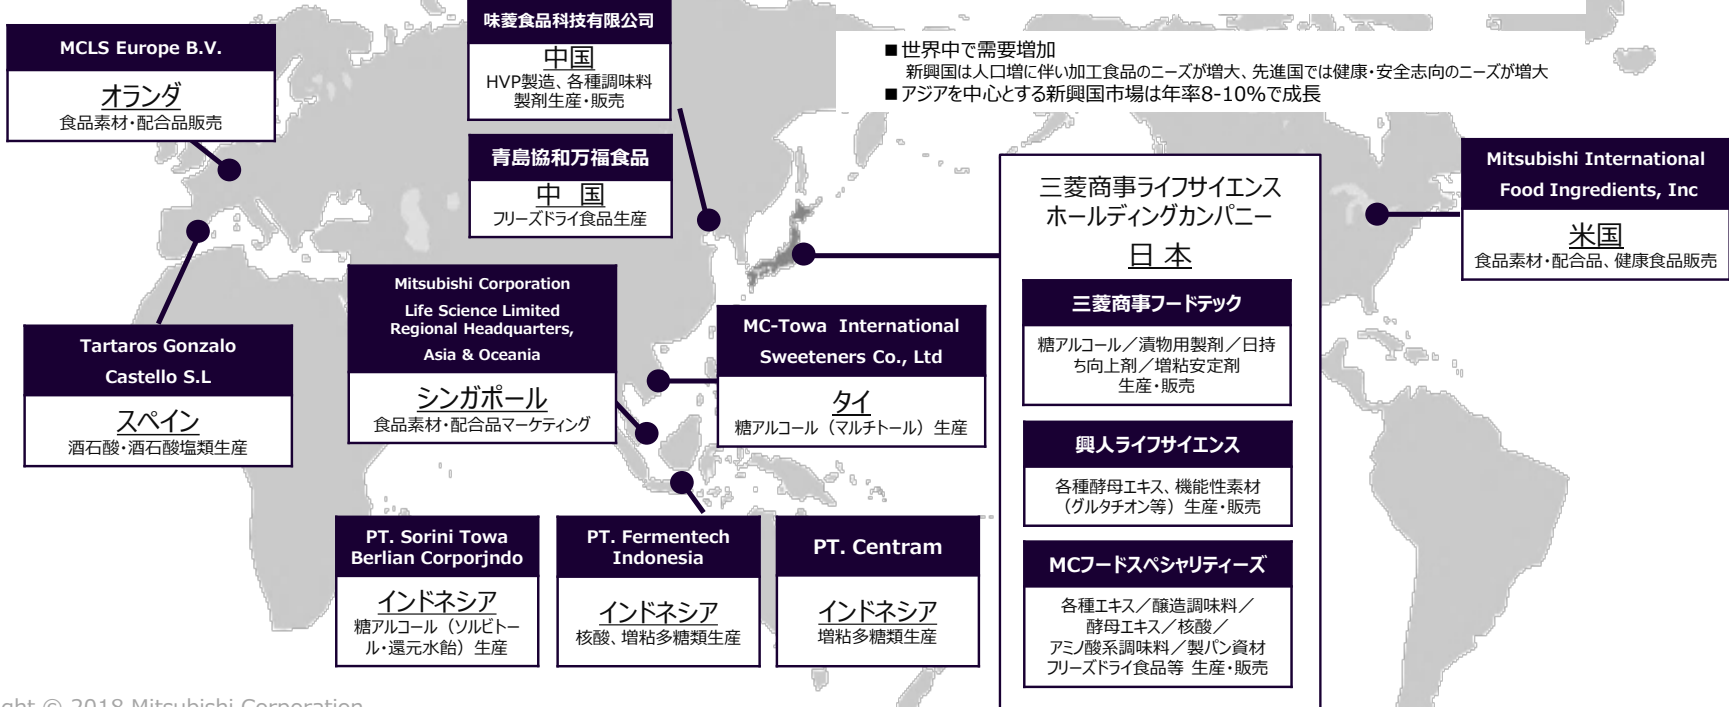 MCLS Europe B.V.
オランダ
食品素材・配合品販売
味菱食品科技有限公司
中国
HVP製造、各種調味料
製剤生産・販売
青島協和万福食品
中 国
フリーズドライ食品生産
■世界中で需要増加
新興国は人口増に伴い加工食品のニーズが増大、先進国では健康・安全志向のニーズが増大
■アジアを中心とする新興国市場は年率8-10%で成長
Mitsubishi International
Food Ingredients, Inc
米国
食品素材・配合品、健康食品販売
三菱商事ライフサイエンス
ホールディングカンパニー
日 本
三菱商事フードテック
糖アルコール／漬物用製剤／日持
ち向上剤／増粘安定剤
生産・販売
興人ライフサイエンス
各種酵母エキス、機能性素材
（グルタチオン等）生産・販売
MCフードスペシャリティーズ
各種エキス／醸造調味料／
酵母エキス／核酸／
アミノ酸系調味料／製パン資材
フリーズドライ食品等 生産・販売
Tartaros Gonzalo
Castello S.L
スペイン
酒石酸・酒石酸塩類生産
Mitsubishi Corporation
Life Science Limited
Regional Headquarters,
Asia & Oceania
シンガポール
食品素材・配合品マーケティング
MC-Towa International
Sweeteners Co., Ltd
タイ
糖アルコール（マルチトール）生産
PT. Sorini Towa
Berlian Corporjndo
インドネシア
糖アルコール（ソルビトー
ル・還元水飴）生産
PT. Fermentech
Indonesia
インドネシア
核酸、増粘多糖類生産
PT. Centram
インドネシア
増粘多糖類生産
ght © 2018 Mitsubishi Corporation